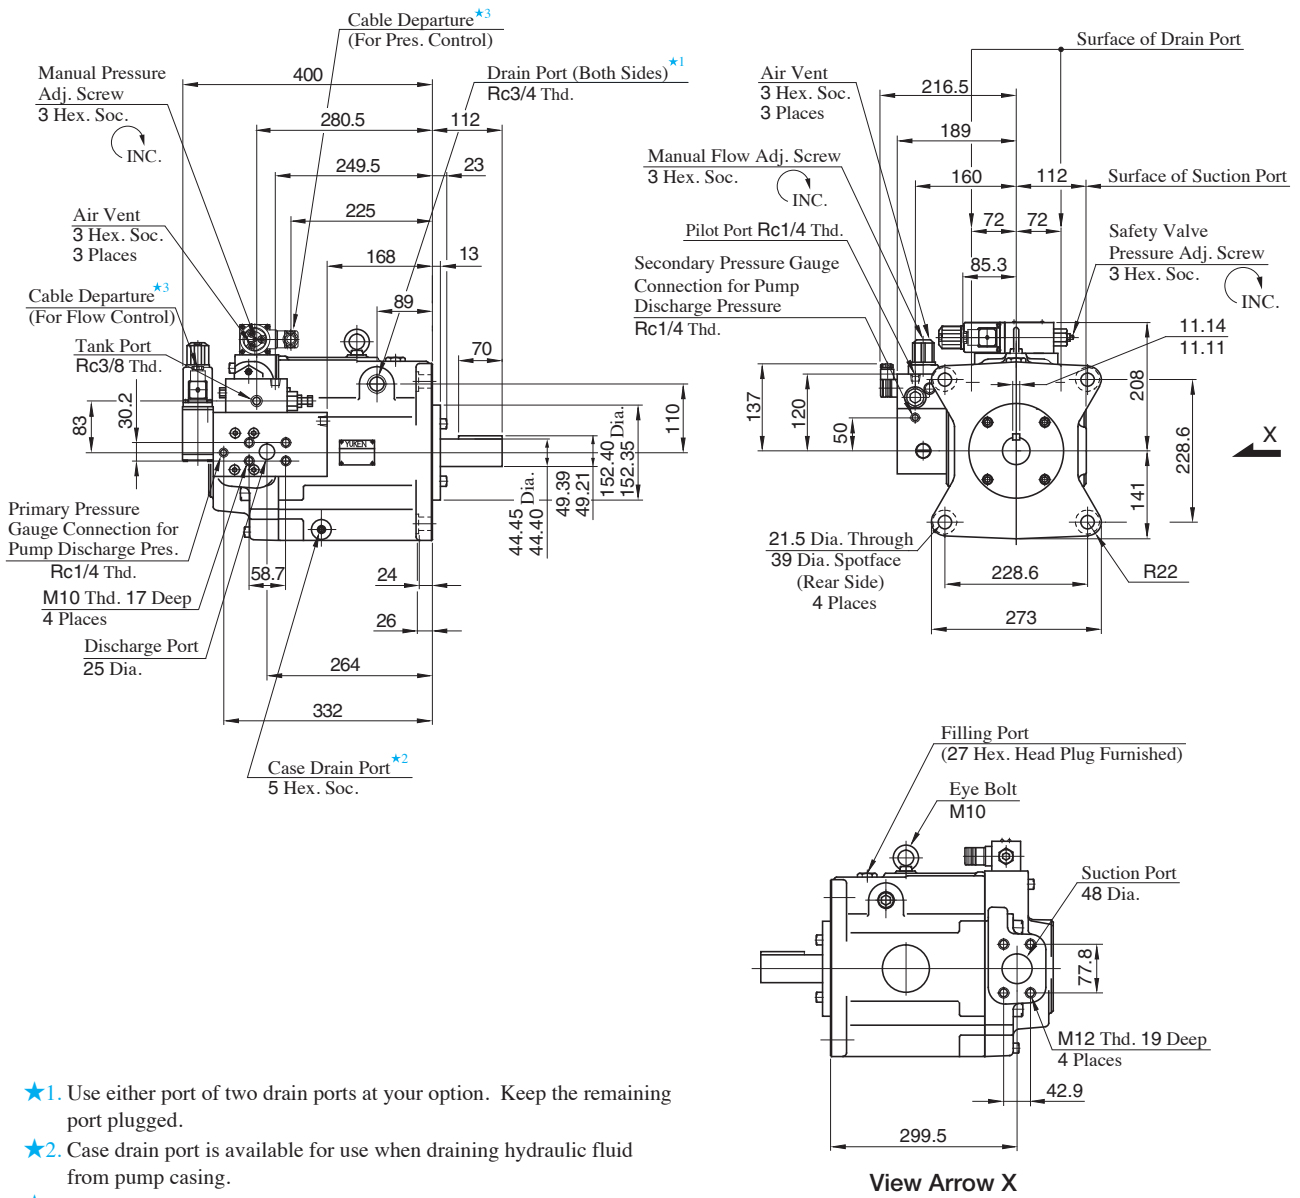 Cable Departure★3
(For Pres. Control)
Manual Pressure
Adj. Screw
3 Hex. Soc.
INC.
400
Drain Port (Both Sides)★1
Rc3/4 Thd.
280.5
112
249.5
23
225
168
13
89
70
Air Vent
3 Hex. Soc.
3 Places
Cable Departure★3
(For Flow Control)
Tank Port
Rc3/8 Thd.
83
30.2
YUKEN
110
152.40 Dia.
152.35
49.39
49.21
44.45 Dia.
44.40
Primary Pressure
Gauge Connection for
Pump Discharge Pres.
Rc1/4 Thd.
M10 Thd. 17 Deep
4 Places
58.7
24
26
Discharge Port
25 Dia.
264
332
Case Drain Port★2
5 Hex. Soc.
Surface of Drain Port
Air Vent
3 Hex. Soc.
3 Places
216.5
189
Manual Flow Adj. Screw
3 Hex. Soc.
INC.
160
112
Surface of Suction Port
72
72
Pilot Port Rc1/4 Thd.
Safety Valve
Pressure Adj. Screw
3 Hex. Soc.
INC.
85.3
Secondary Pressure Gauge
Connection for Pump
Discharge Pressure
Rc1/4 Thd.
11.14
11.11
137
120
50
208
141
228.6
X
21.5 Dia. Through
39 Dia. Spotface
(Rear Side)
4 Places
228.6
R22
273
Filling Port
(27 Hex. Head Plug Furnished)
Eye Bolt
M10
Suction Port
48 Dia.
77.8
M12 Thd. 19 Deep
4 Places
42.9
299.5
View Arrow X
★1. Use either port of two drain ports at your option. Keep the remaining
port plugged.
★2. Case drain port is available for use when draining hydraulic fluid
from pump casing.